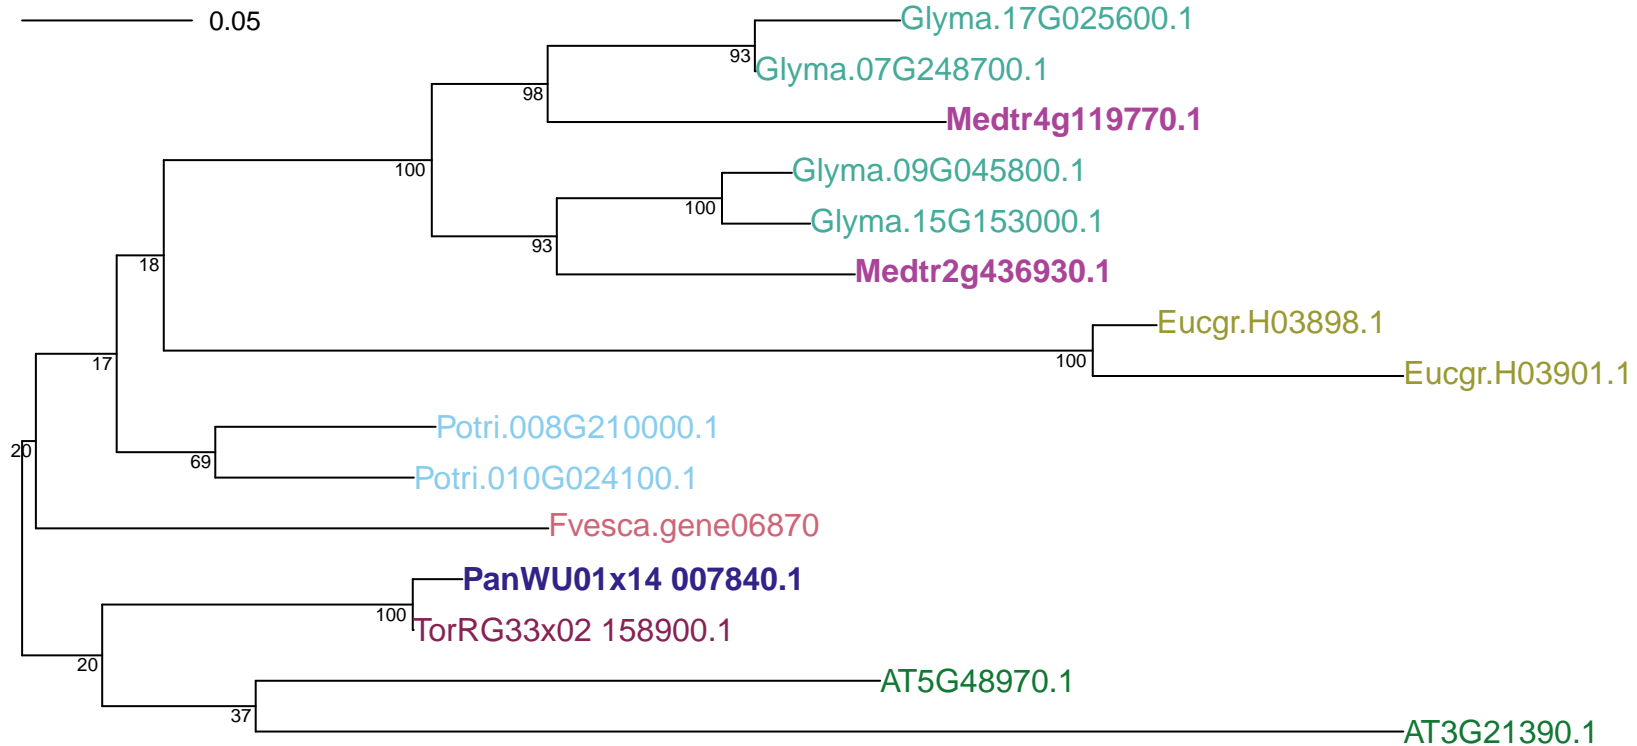 0.05
Glyma.17G025600.1
93
Glyma.07G248700.1
98
Medtr4g119770.1
100
Glyma.09G045800.1
100
Glyma.15G153000.1
93
Medtr2g436930.1
18
Eucgr.H03898.1
100
Eucgr.H03901.1
17
Potri.008G210000.1
20
69
Potri.010G024100.1
Fvesca.gene06870
PanWU01x14 007840.1
100
TorRG33x02 158900.1
20
AT5G48970.1
37
AT3G21390.1